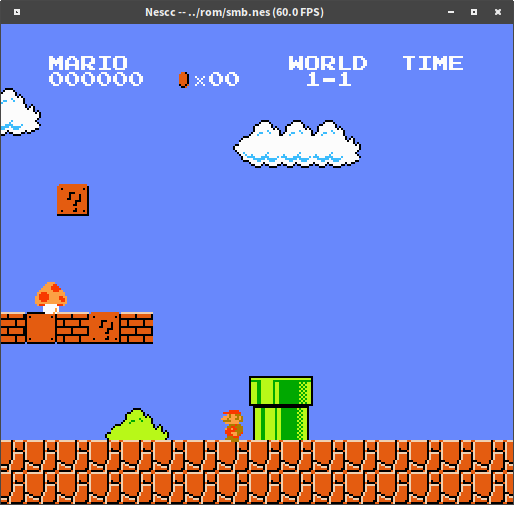 Nescc -- ../rom/smb.nes (60.0 FPS)
MARIO WORLD TIME
000000 ×00 1-1
?
?